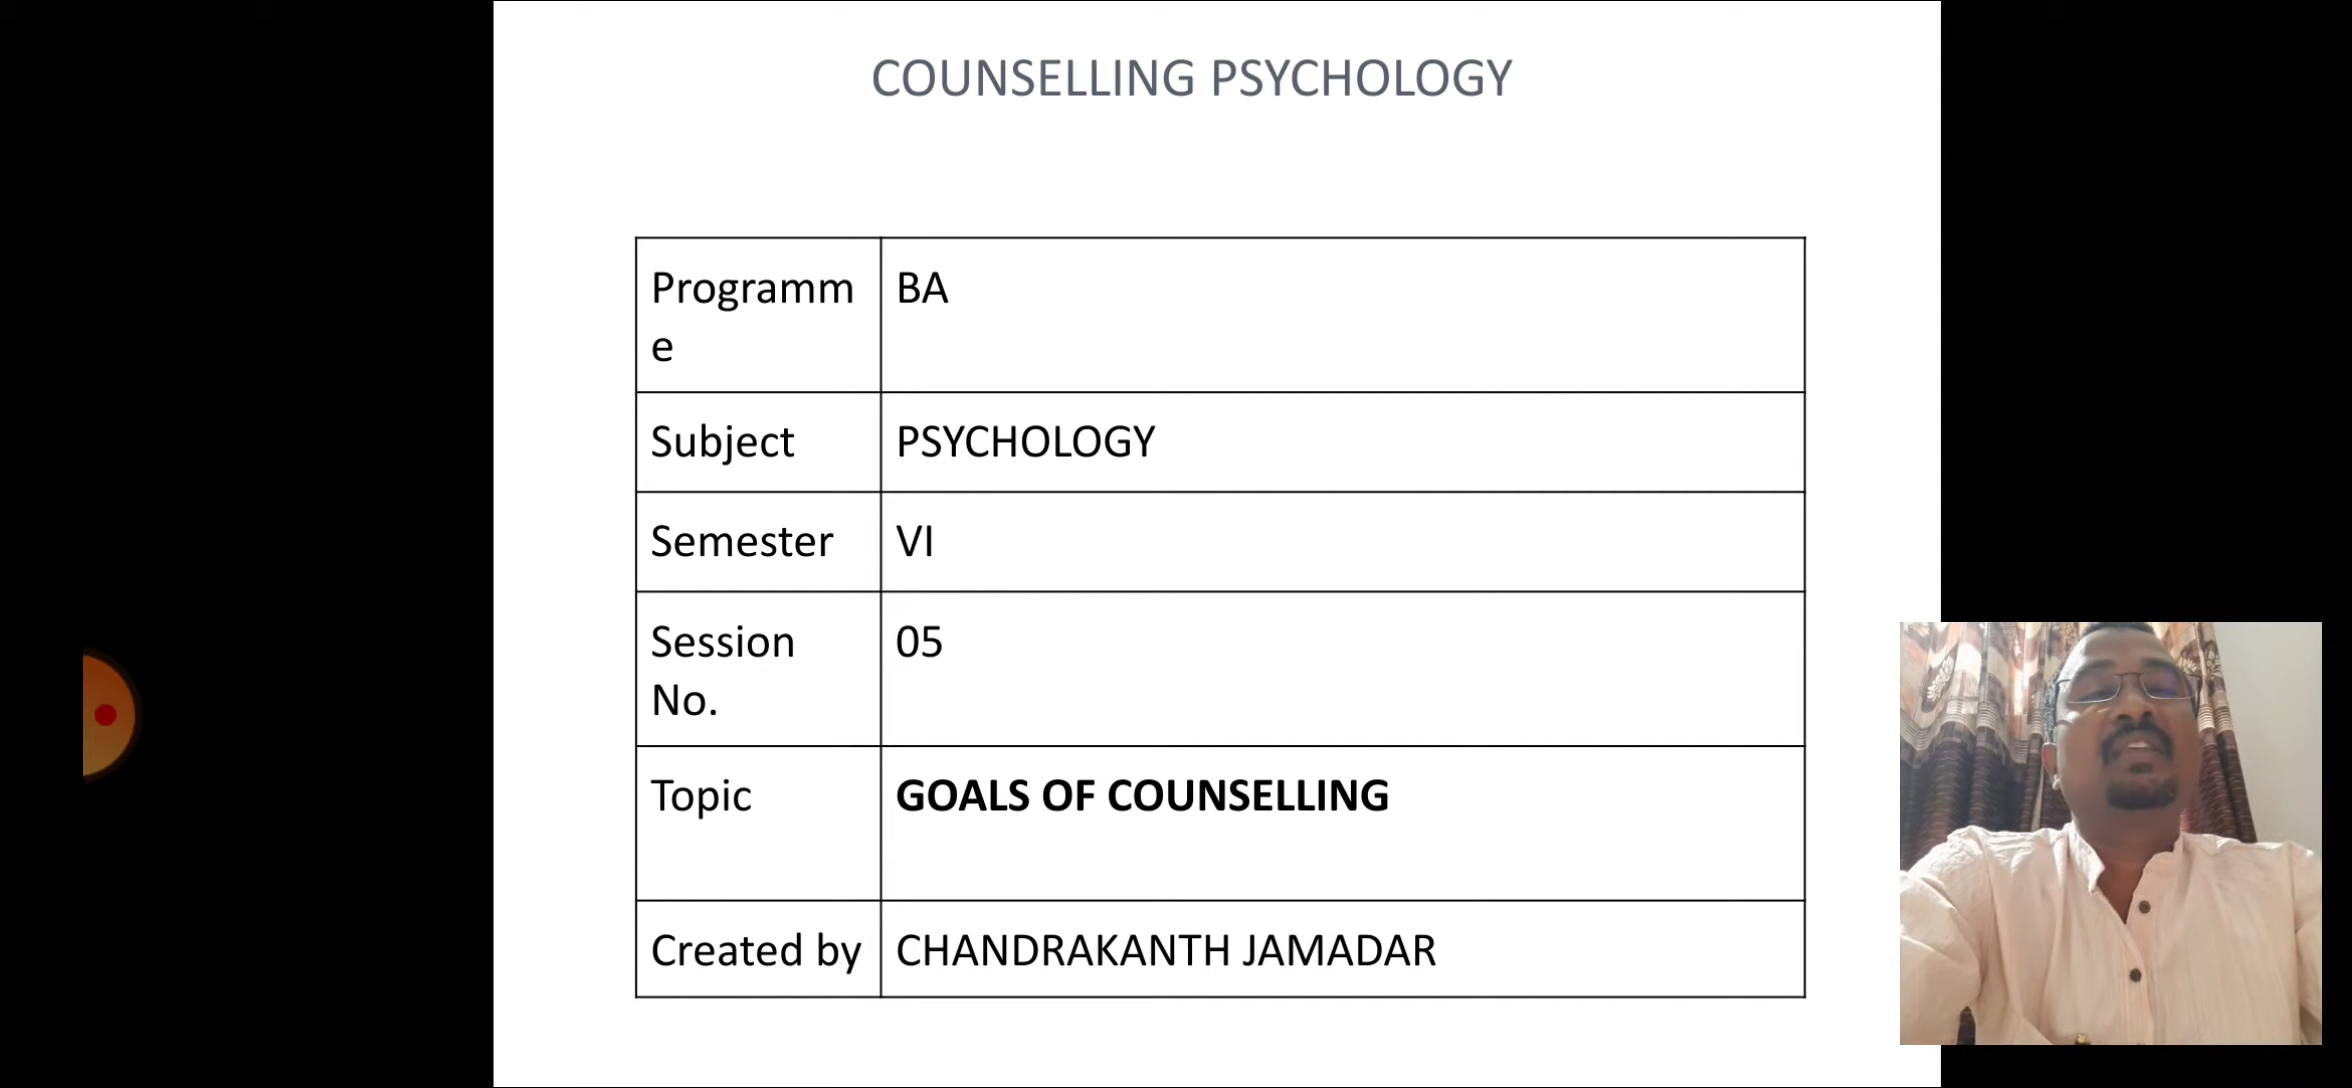 COUNSELLING PSYCHOLOGY
Programm
e
BA
Subject
PSYCHOLOGY
Semester
VI
Session
No.
05
Topic
GOALS OF COUNSELLING
Created by
CHANDRAKANTH JAMADAR